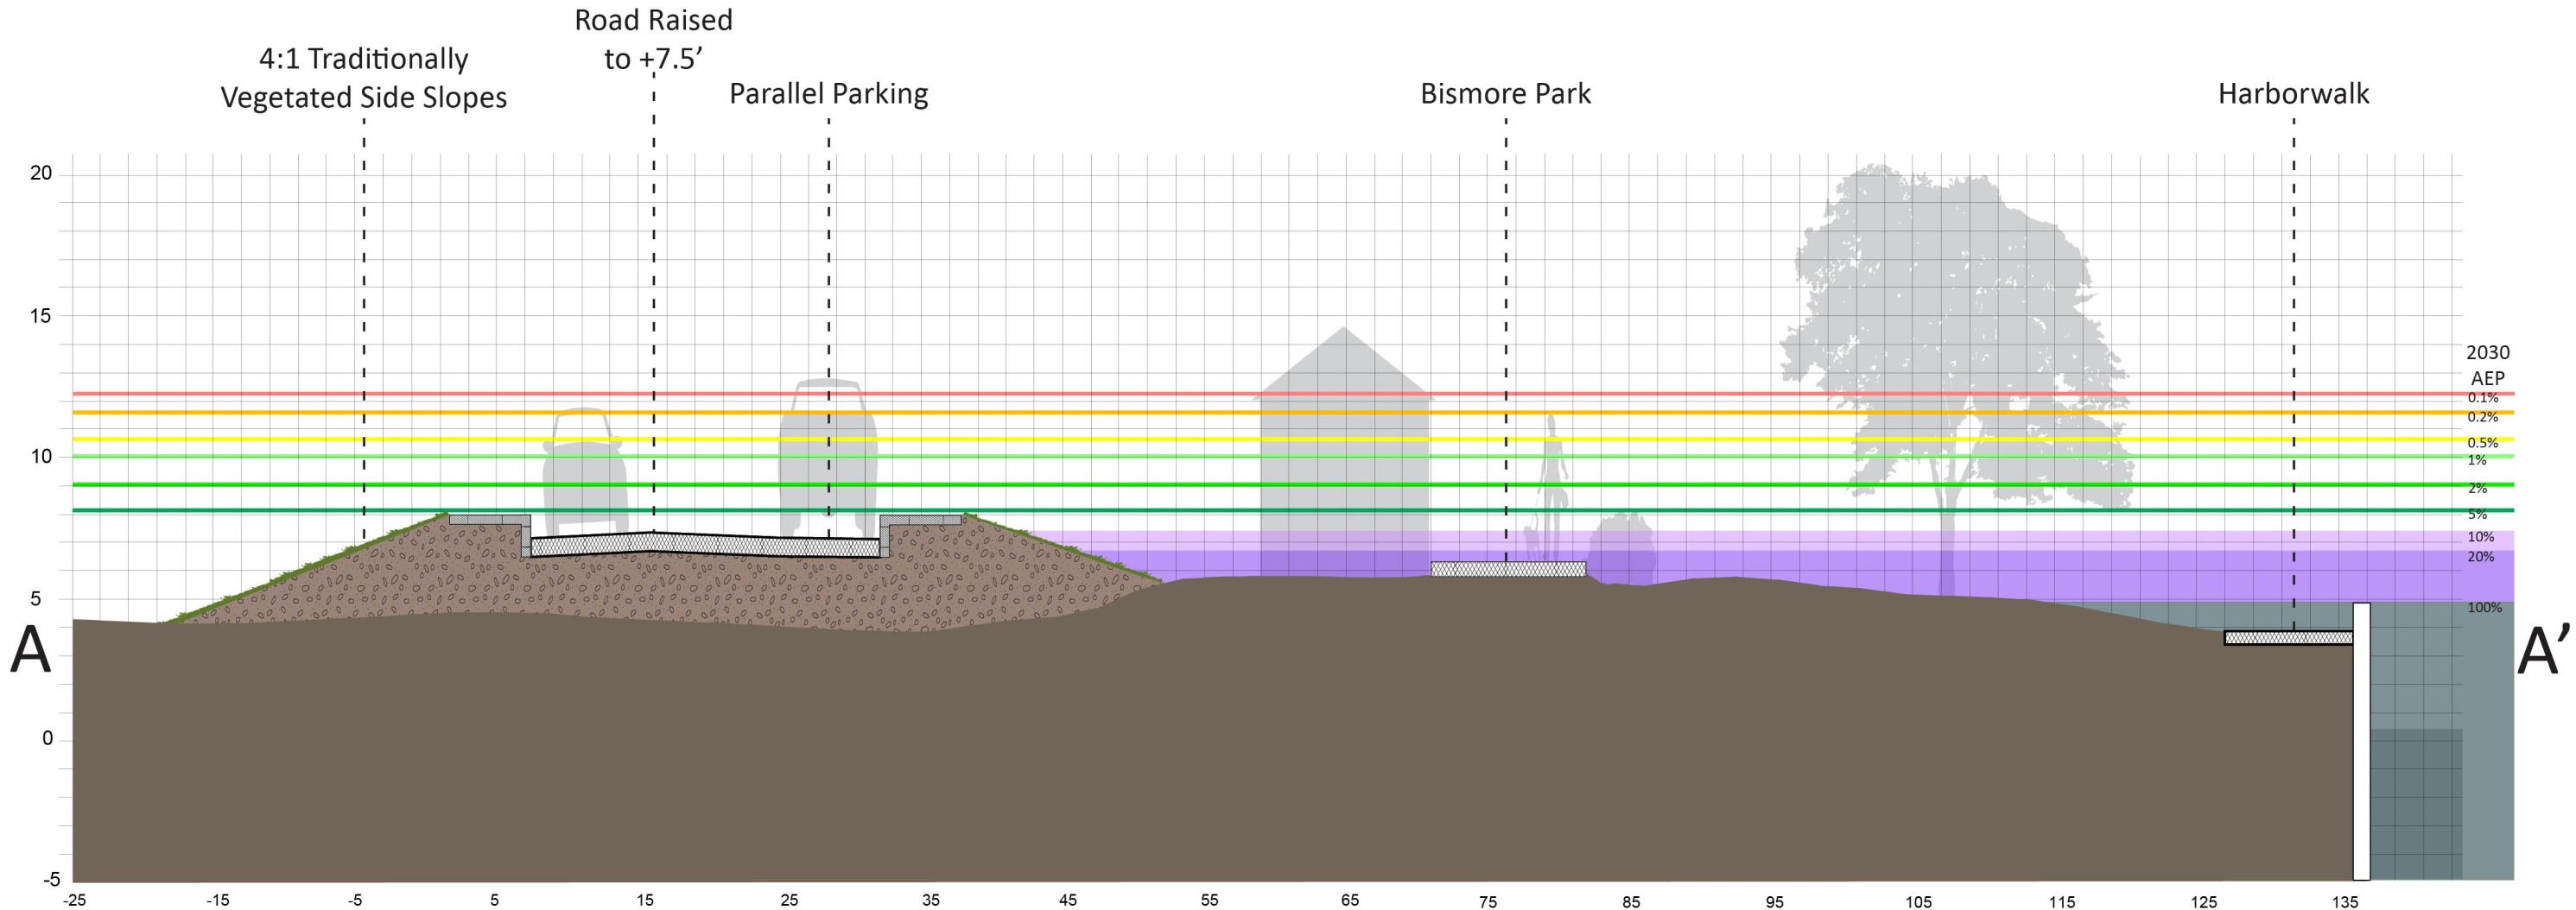 Road Raised
to +7.5’
4:1 Traditionally
Vegetated Side Slopes
Parallel Parking
Bismore Park
Harborwalk
20
15
10
5
0
-5
2030
AEP
0.1%
0.2%
0.5%
1%
2%
5%
10%
20%
100%
A
A’
-25 -15 -5 5 15 25 35 45 55 65 75 85 95 105 115 125 135